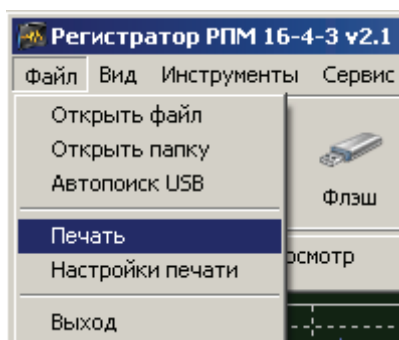 Регистратор РПМ 16-4-3 v2.1
Файл Вид Инструменты Сервис
Открыть файл
Открыть папку
Автопоиск USB
Флэш
Печать
Настройки печати
Выход